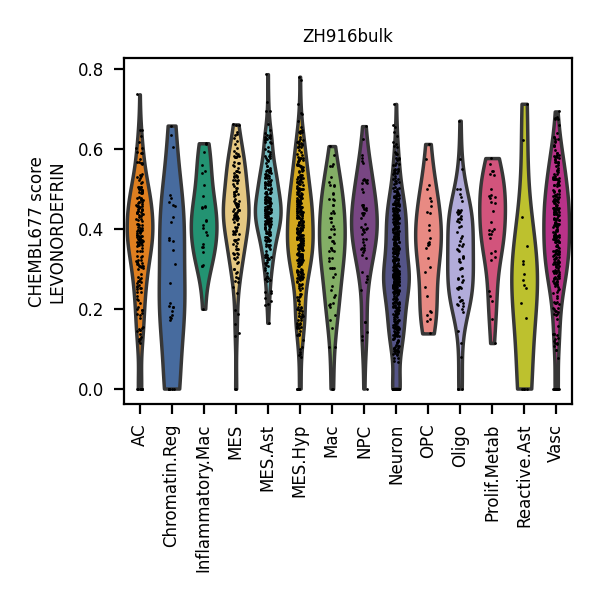 ZH916bulk
CHEMBL677 score
LEVONORDEFRIN
0.8
0.6
0.4
0.2
0.0
AC
Chromatin.Reg
Inflammatory.Mac
MES
MES.Ast
MES.Hyp
Mac
NPC
Neuron
OPC
Oligo
Prolif.Metab
Reactive.Ast
Vasc